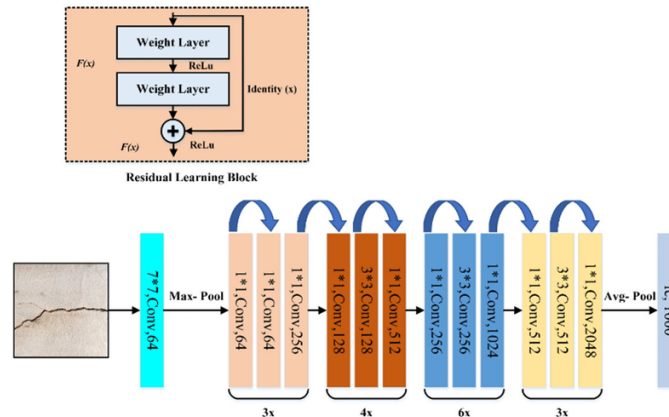 Weight Layer
F(x)
ReLu
Weight Layer
Identity (x)
F(x)
ReLu
Residual Learning Block
7*7,Conv,64
Max- Pool
1*1,Conv,64
1*1,Conv,64
1*1,Conv,256
1*1,Conv,128
3*3,Conv,128
1*1,Conv,512
1*1,Conv,256
3*3,Conv,256
1*1,Conv,1024
1*1,Conv,512
3*3,Conv,512
1*1,Conv,2048
Avg- Pool
3x
4x
6x
3x